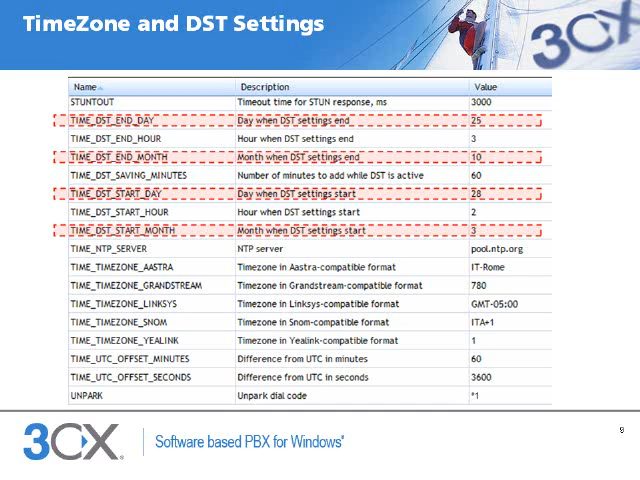 TimeZone and DST Settings
3CX
Name Description Value
STUNTOUT Timeout time for STUN response, ms 3000
TIME_DST_END_DAY Day when DST settings end 25
TIME_DST_END_HOUR Hour when DST settings end 3
TIME_DST_END_MONTH Month when DST settings end 10
TIME_DST_SAVING_MINUTES Number of minutes to add while DST is active 60
TIME_DST_START_DAY Day when DST settings start 28
TIME_DST_START_HOUR Hour when DST settings start 2
TIME_DST_START_MONTH Month when DST settings start 3
TIME_NTP_SERVER NTP server pool.ntp.org
TIME_TIMEZONE_AASTRA Timezone in Aastra-compatible format IT-Rome
TIME_TIMEZONE_GRANDSTREAM Timezone in Grandstream-compatible format 780
TIME_TIMEZONE_LINKSYS Timezone in Linksys-compatible format GMT-05:00
TIME_TIMEZONE_SNOM Timezone in Snom-compatible format ITA+1
TIME_TIMEZONE_YEALINK Timezone in Yealink-compatible format 1
TIME_UTC_OFFSET_MINUTES Difference from UTC in minutes 60
TIME_UTC_OFFSET_SECONDS Difference from UTC in seconds 3600
UNPARK Unpark dial code *1
9
3CX® Software based PBX for Windows®